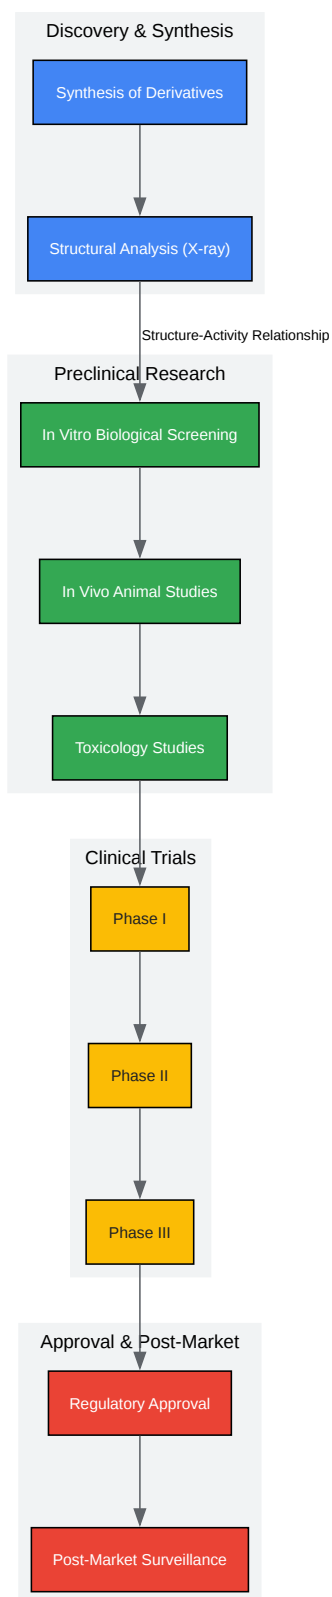 Discovery & Synthesis
Synthesis of Derivatives
Structural Analysis (X-ray)
Structure-Activity Relationship
Preclinical Research
In Vitro Biological Screening
In Vivo Animal Studies
Toxicology Studies
Clinical Trials
Phase I
Phase II
Phase III
Approval & Post-Market
Regulatory Approval
Post-Market Surveillance